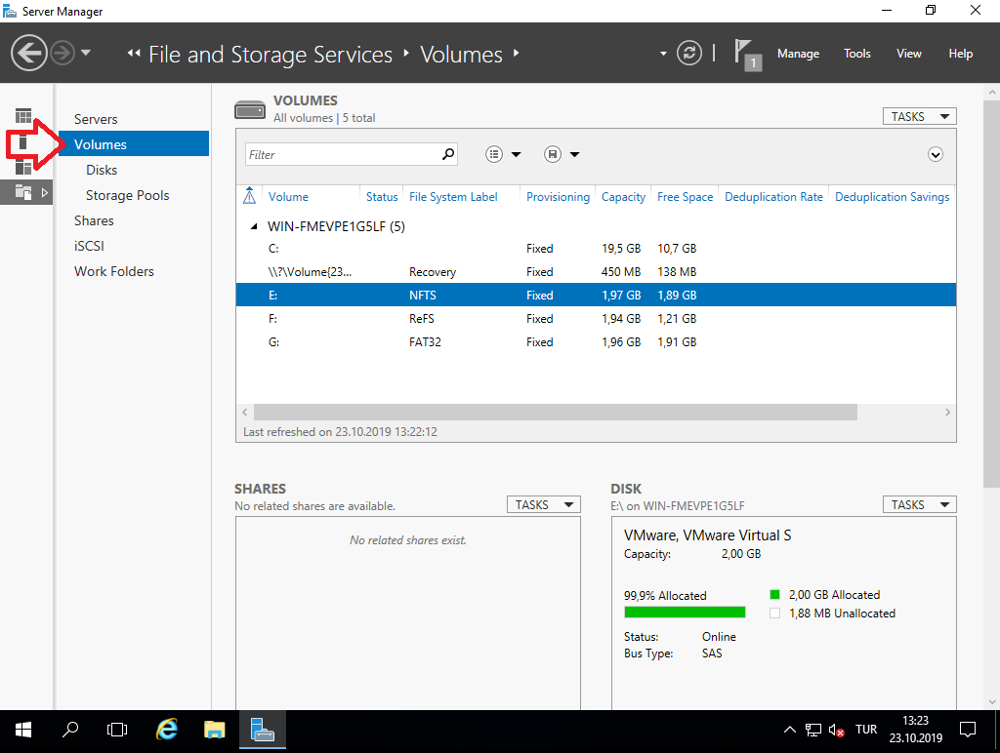 Server Manager
File and Storage Services Volumes
1 Manage Tools View Help
Servers
Volumes
Disks
Storage Pools
Shares
iSCSI
Work Folders
VOLUMES
All volumes | 5 total
TASKS
Filter
Volume Status File System Label Provisioning Capacity Free Space Deduplication Rate Deduplication Savings
WIN-FMEVPE1G5LF (5)
C: Fixed 19,5 GB 10,7 GB
\\?\Volume{23... Recovery Fixed 450 MB 138 MB
E: NFTS Fixed 1,97 GB 1,89 GB
F: ReFS Fixed 1,94 GB 1,21 GB
G: FAT32 Fixed 1,96 GB 1,91 GB
Last refreshed on 23.10.2019 13:22:12
SHARES
No related shares are available.
TASKS
No related shares exist.
DISK
E:\ on WIN-FMEVPE1G5LF
TASKS
VMware, VMware Virtual S
Capacity: 2,00 GB
99,9% Allocated
2,00 GB Allocated
1,88 MB Unallocated
Status: Online
Bus Type: SAS
TUR
13:23
23.10.2019